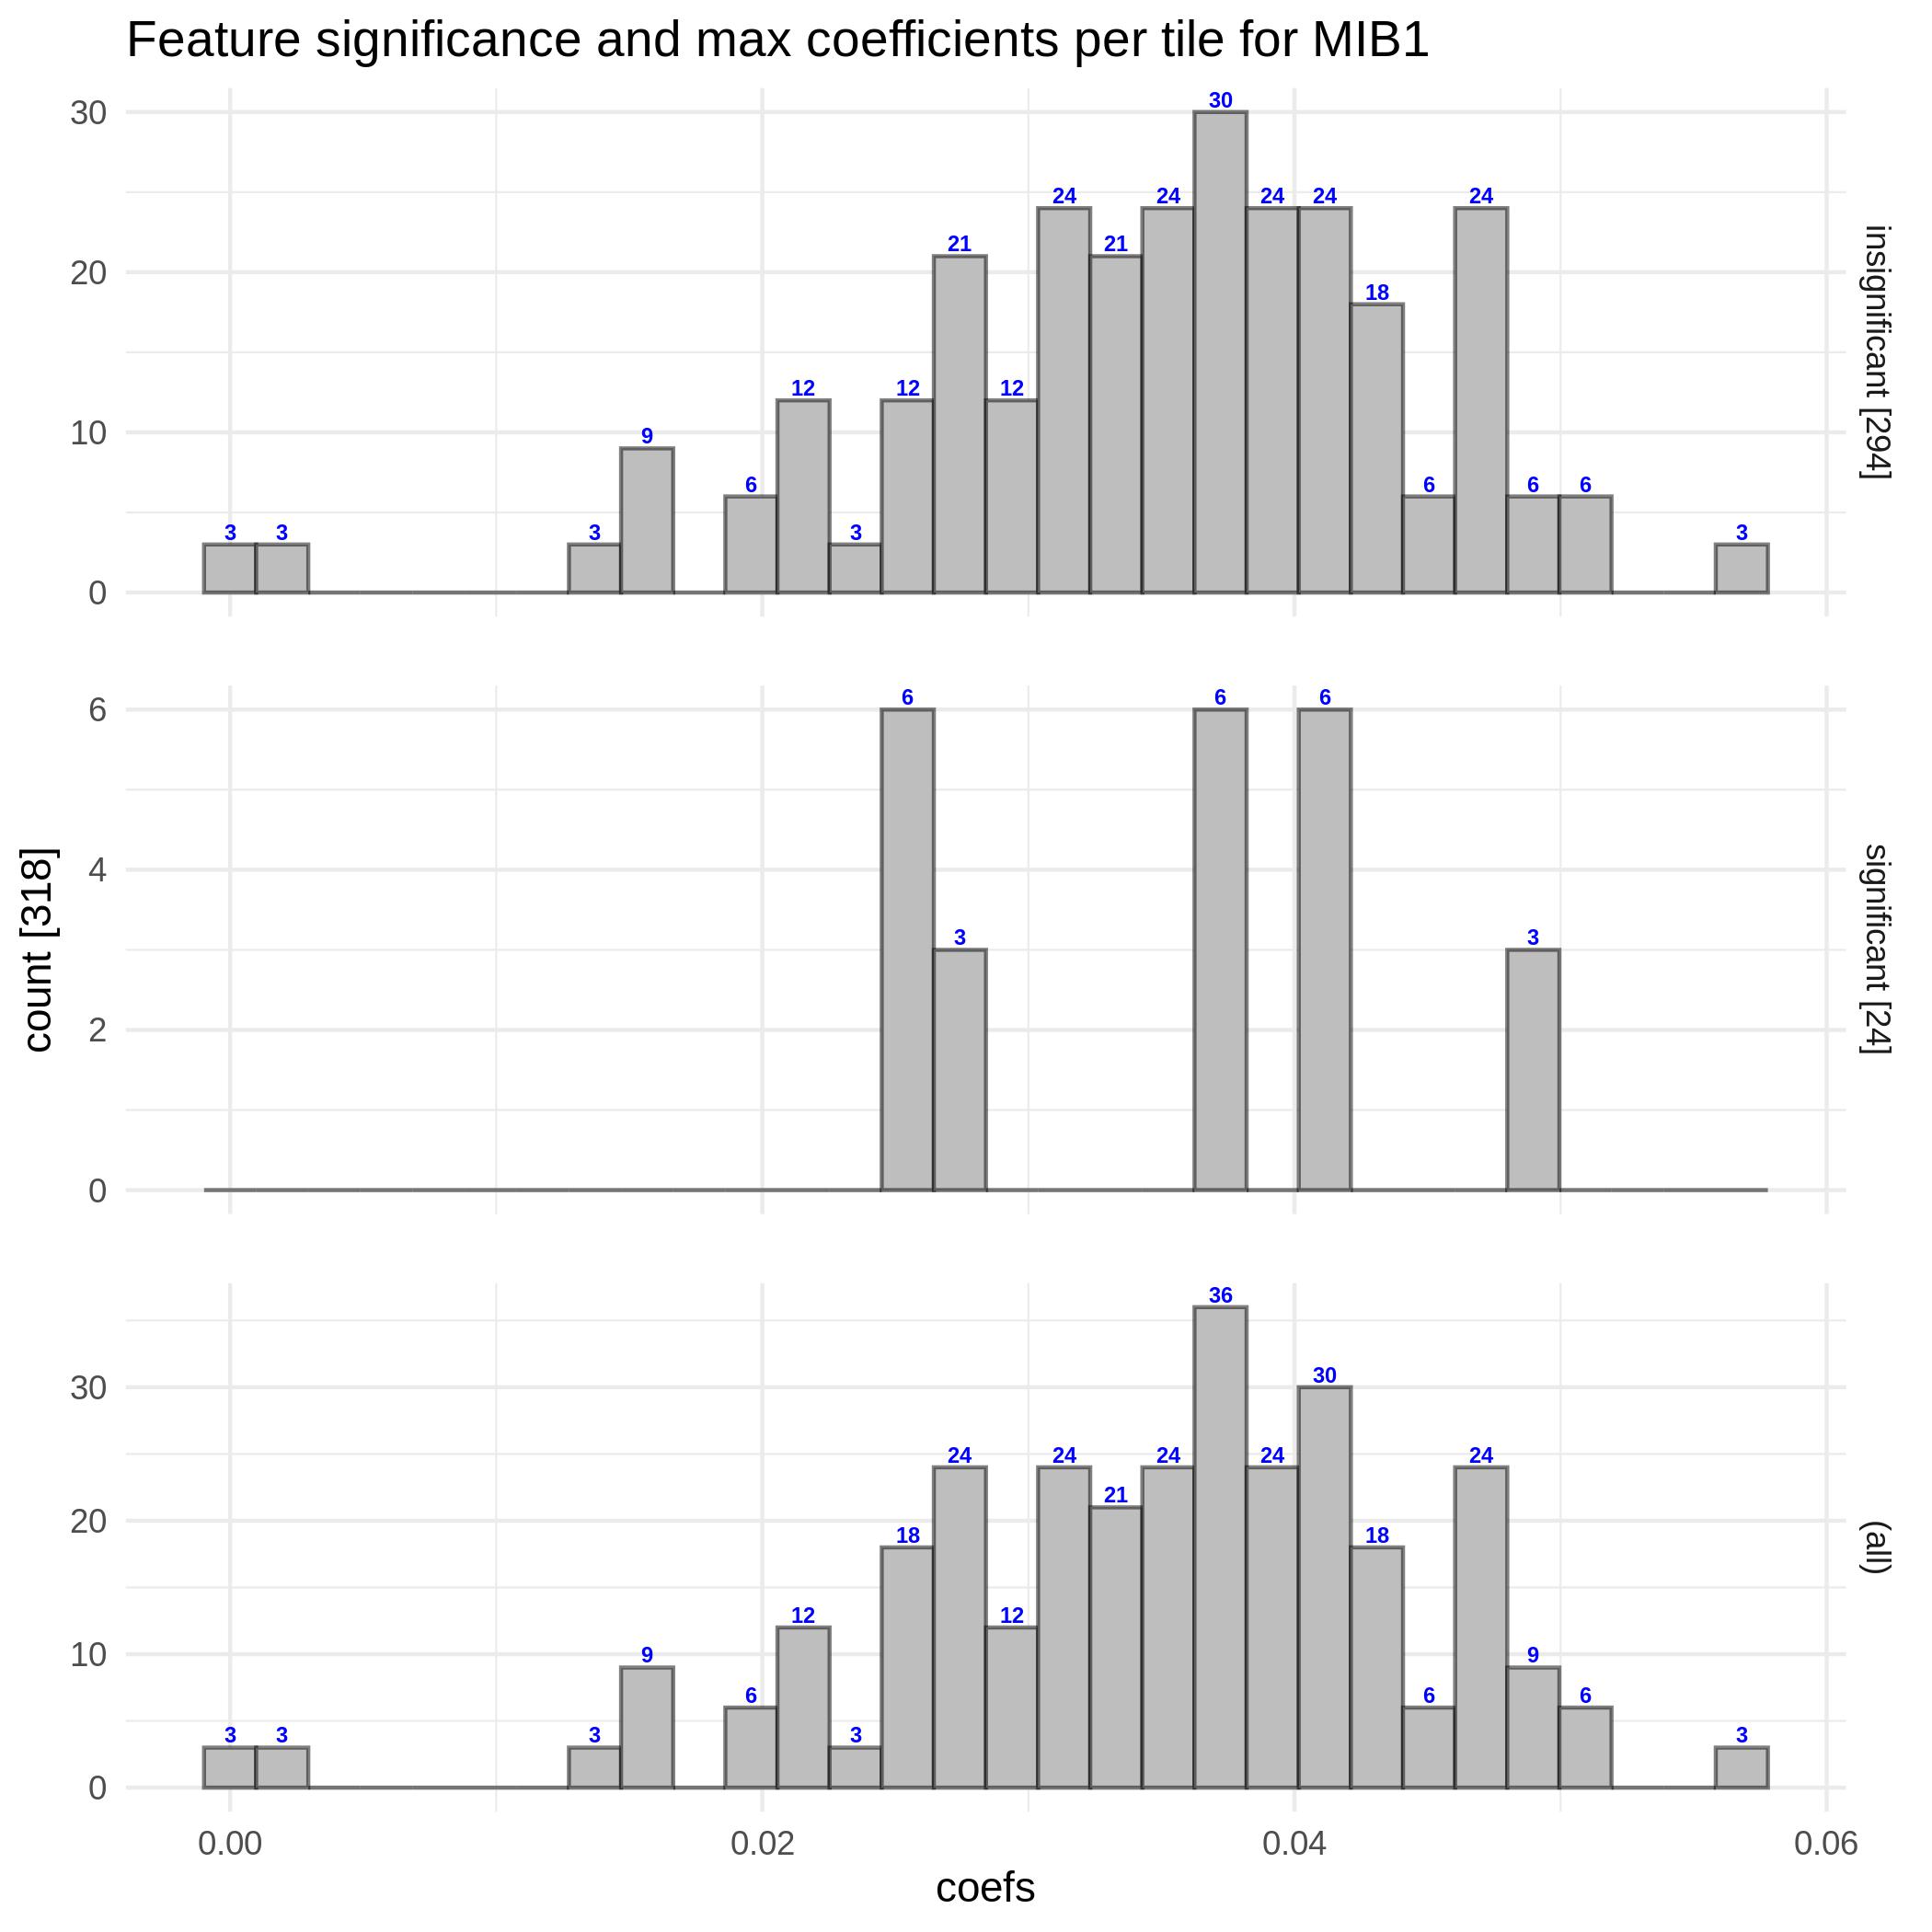 Feature significance and max coefficients per tile for MIB1
30
20
10
0
3 3 3 9 6 12 3 12 21 12 24 21 24 30 24 24 18 6 24 6 6 3
insignificant [294]
6
4
2
0
6 3 6 6 3
significant [24]
count [318]
30
20
10
0
3 3 3 9 6 12 3 18 24 12 24 21 24 36 24 30 18 6 24 9 6 3
(all)
0.00 0.02 0.04 0.06
coefs